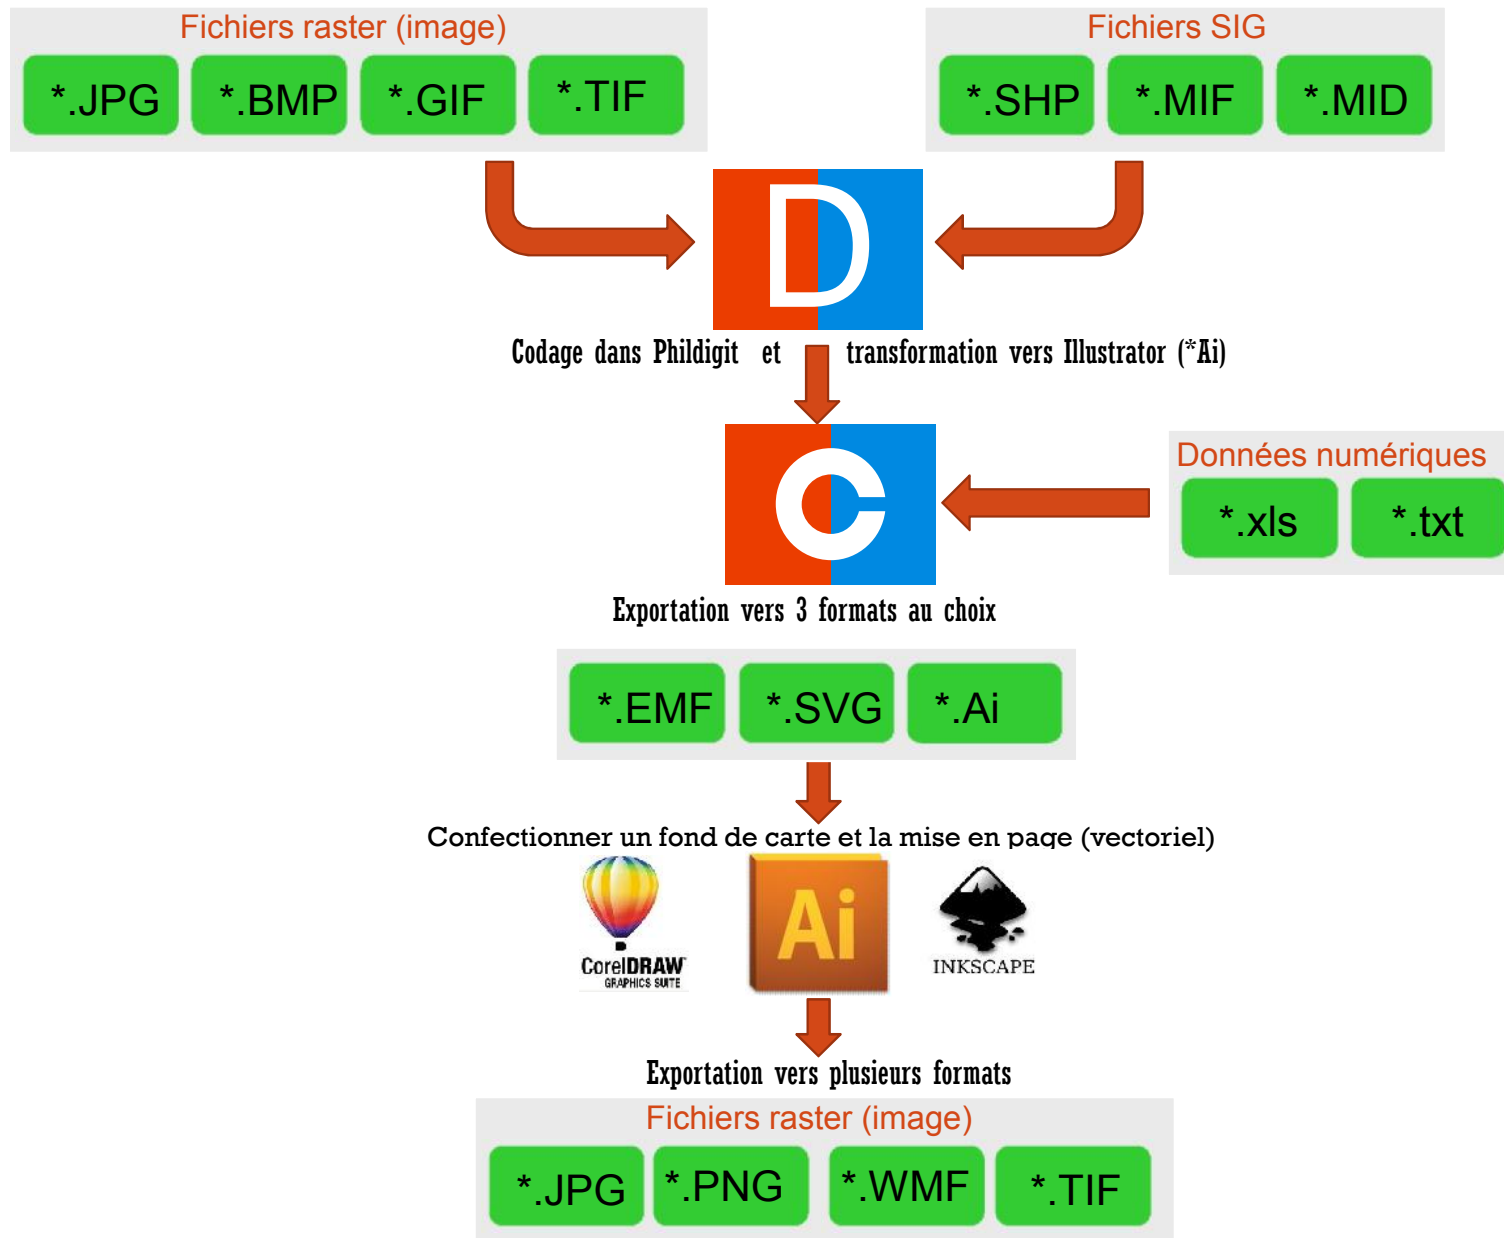 Fichiers raster (image)
*.JPG *.BMP *.GIF *.TIF
Fichiers SIG
*.SHP *.MIF *.MID
D
Codage dans Phildigit et transformation vers Illustrator (*Ai)
C
Données numériques
*.xls *.txt
Exportation vers 3 formats au choix
*.EMF *.SVG *.Ai
Confectionner un fond de carte et la mise en page (vectoriel)
CorelDRAW
GRAPHICS SUITE
Ai
INKSCAPE
Exportation vers plusieurs formats
Fichiers raster (image)
*.JPG *.PNG *.WMF *.TIF